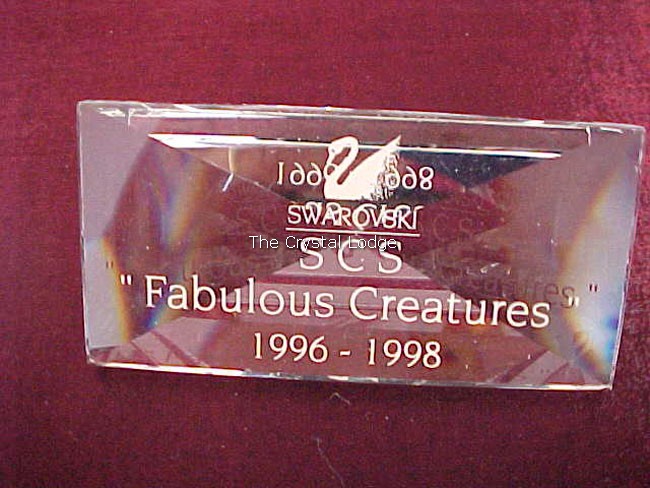 SWAROVSKI
The Crystal Lodge
SCS
" Fabulous Creatures "
1996 - 1998